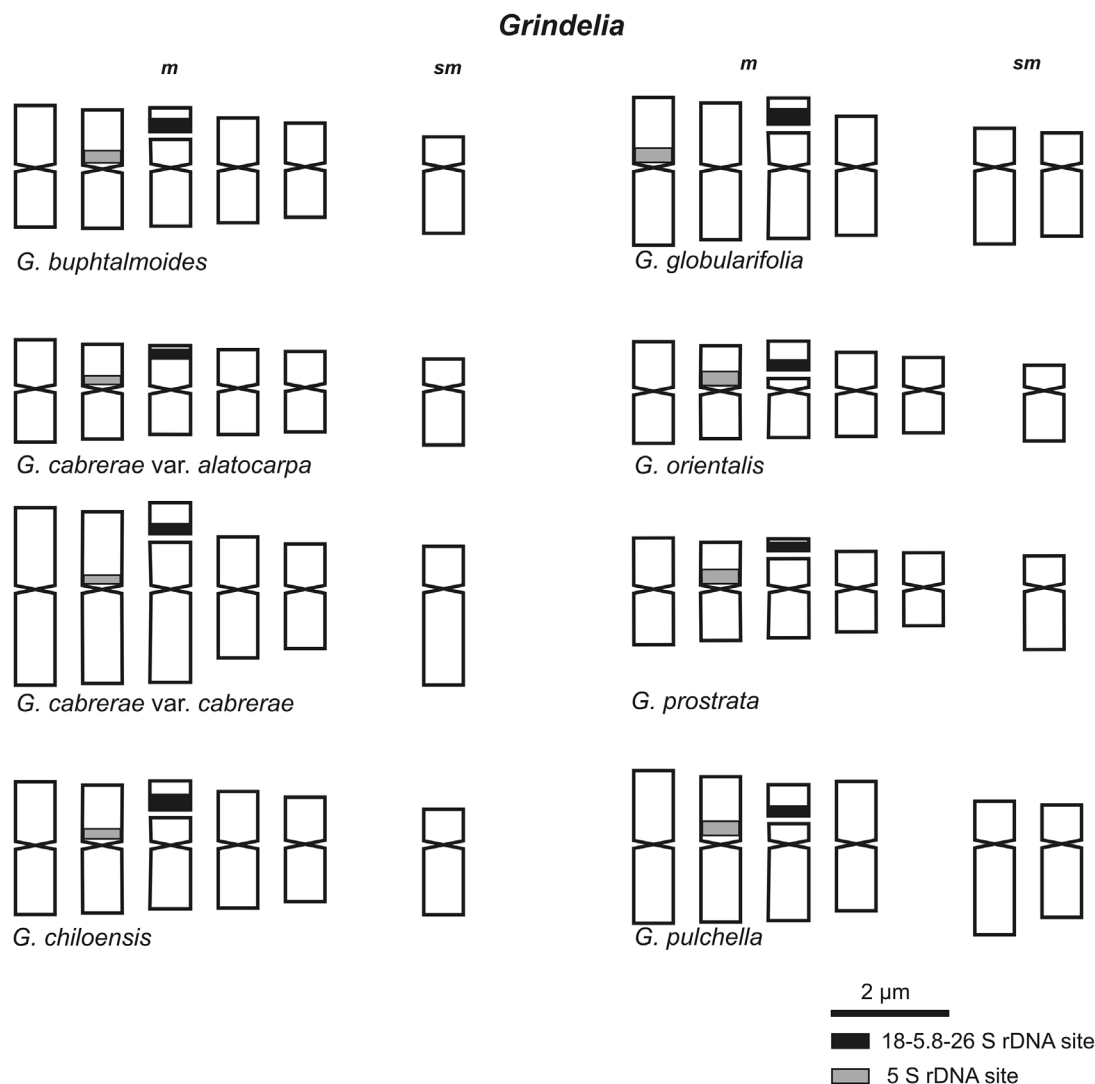 Grindelia
m sm
m sm
G. buphtalmoides
G. globularifolia
G. cabrerae var. alatocarpa
G. orientalis
G. cabrerae var. cabrerae
G. prostrata
G. chiloensis
G. pulchella
2 µm
18-5.8-26 S rDNA site
5 S rDNA site